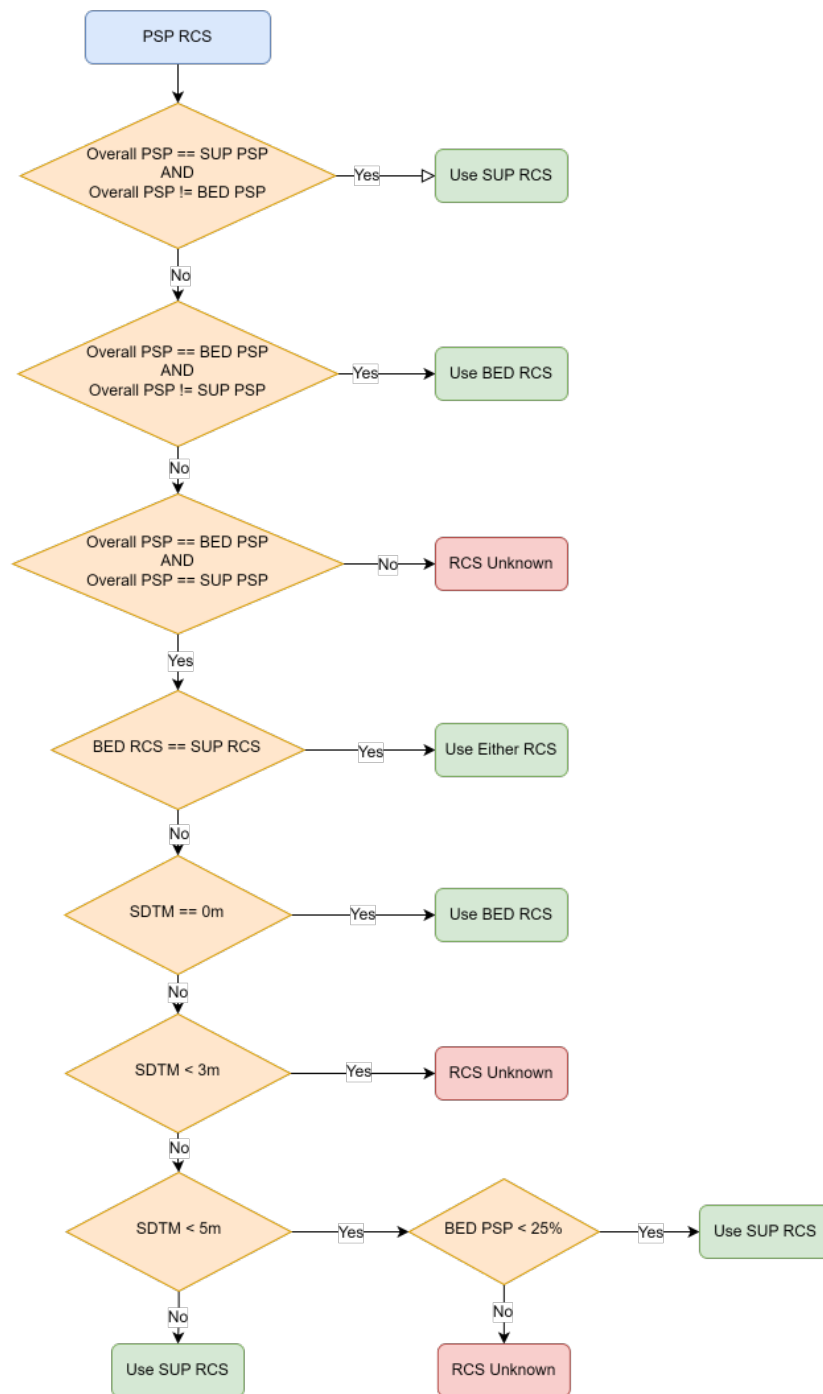 PSP RCS
Overall PSP == SUP PSP
AND
Overall PSP != BED PSP
Yes
Use SUP RCS
No
Overall PSP == BED PSP
AND
Overall PSP != SUP PSP
Yes
Use BED RCS
No
Overall PSP == BED PSP
AND
Overall PSP == SUP PSP
No
RCS Unknown
Yes
BED RCS == SUP RCS
Yes
Use Either RCS
No
SDTM == 0m
Yes
Use BED RCS
No
SDTM < 3m
Yes
RCS Unknown
No
SDTM < 5m
Yes
BED PSP < 25%
Yes
Use SUP RCS
No
No
Use SUP RCS
RCS Unknown